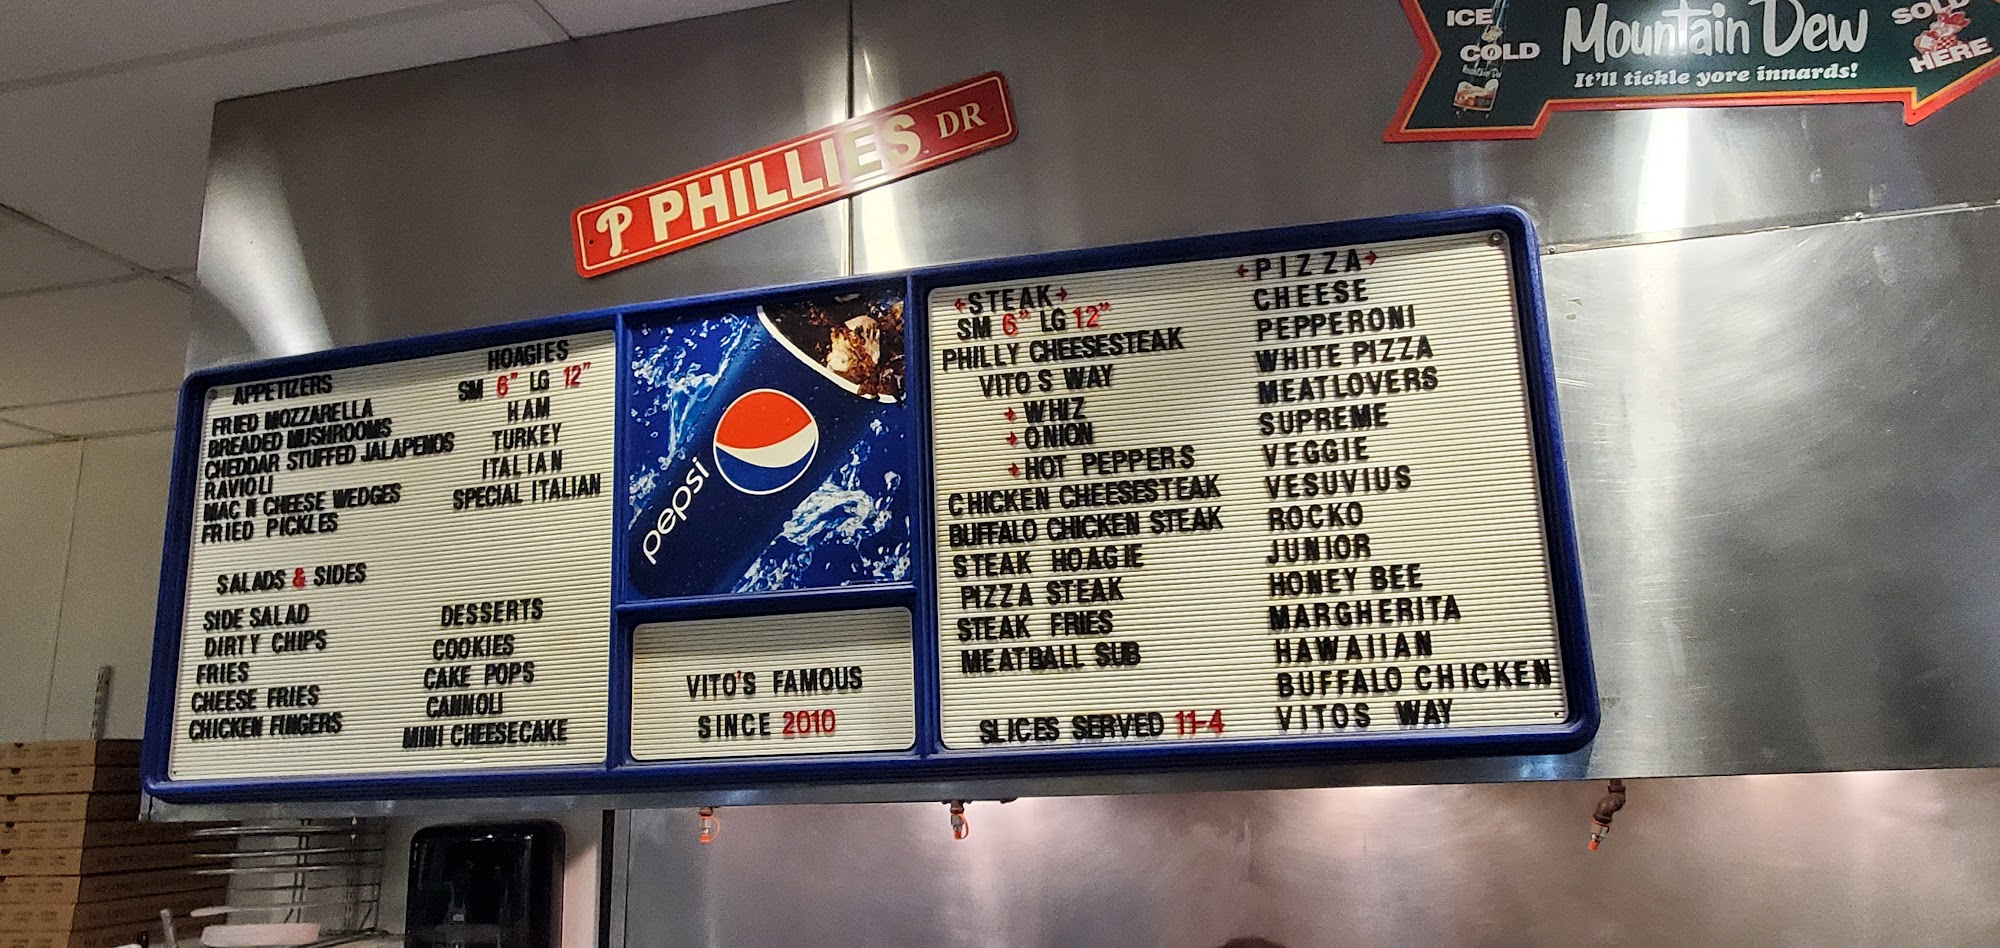 ICE
COLD
Mountain Dew
It'll tickle yore innards!
SOLD
HERE
P PHILLIES DR
APPETIZERS
FRIED MOZZARELLA
BREADED MUSHROOMS
CHEDDAR STUFFED JALAPENOS
RAVIOLI
MAC N CHEESE WEDGES
FRIED PICKLES
HOAGIES
SM 6" LG 12"
HAM
TURKEY
ITALIAN
SPECIAL ITALIAN
SALADS & SIDES
SIDE SALAD
DIRTY CHIPS
FRIES
CHEESE FRIES
CHICKEN FINGERS
DESSERTS
COOKIES
CAKE POPS
CANNOLI
MINI CHEESECAKE
pepsi
VITO'S FAMOUS
SINCE 2010
STEAK
SM 6" LG 12"
PHILLY CHEESESTEAK
VITO S WAY
WHIZ
ONION
HOT PEPPERS
CHICKEN CHEESESTEAK
BUFFALO CHICKEN STEAK
STEAK HOAGIE
PIZZA STEAK
STEAK FRIES
MEATBALL SUB
SLICES SERVED 11-4
PIZZA
CHEESE
PEPPERONI
WHITE PIZZA
MEATLOVERS
SUPREME
VEGGIE
VESUVIUS
ROCKO
JUNIOR
HONEY BEE
MARGHERITA
HAWAIIAN
BUFFALO CHICKEN
VITOS WAY